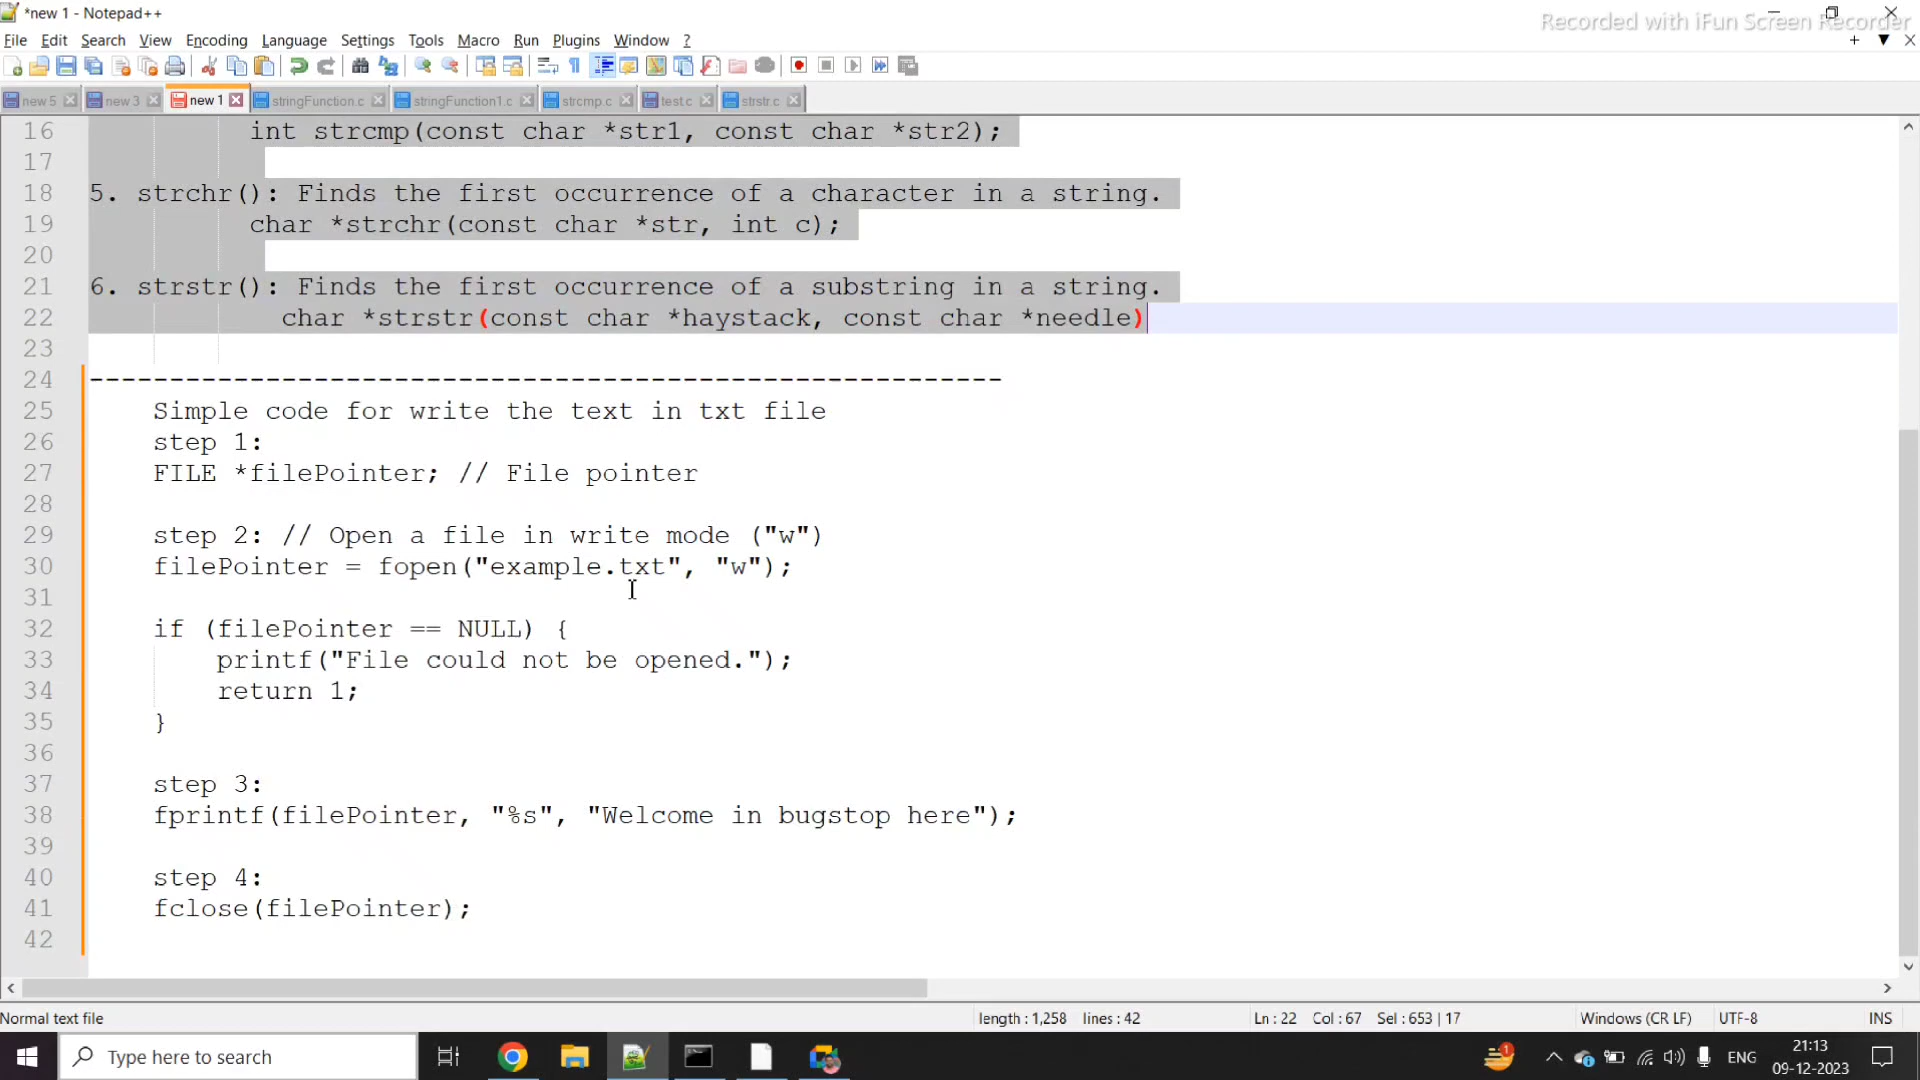 *new 1 - Notepad++
Recorded with iFun Screen Recorder
File Edit Search View Encoding Language Settings Tools Macro Run Plugins Window ?
new 5 new 3 new 1 stringFunction.c stringFunction1.c strcmp.c test.c strstr.c
16 int strcmp(const char *str1, const char *str2);
17
18 5. strchr(): Finds the first occurrence of a character in a string.
19 char *strchr(const char *str, int c);
20
21 6. strstr(): Finds the first occurrence of a substring in a string.
22 char *strstr(const char *haystack, const char *needle)
23
24 ---------------------------------------------------------
25 Simple code for write the text in txt file
26 step 1:
27 FILE *filePointer; // File pointer
28
29 step 2: // Open a file in write mode ("w")
30 filePointer = fopen("example.txt", "w");
31
32 if (filePointer == NULL) {
33 printf("File could not be opened.");
34 return 1;
35 }
36
37 step 3:
38 fprintf(filePointer, "%s", "Welcome in bugstop here");
39
40 step 4:
41 fclose(filePointer);
42
Normal text file length : 1,258 lines : 42 Ln : 22 Col : 67 Sel : 653 | 17 Windows (CR LF) UTF-8 INS
Type here to search
1
ENG
21:13
09-12-2023